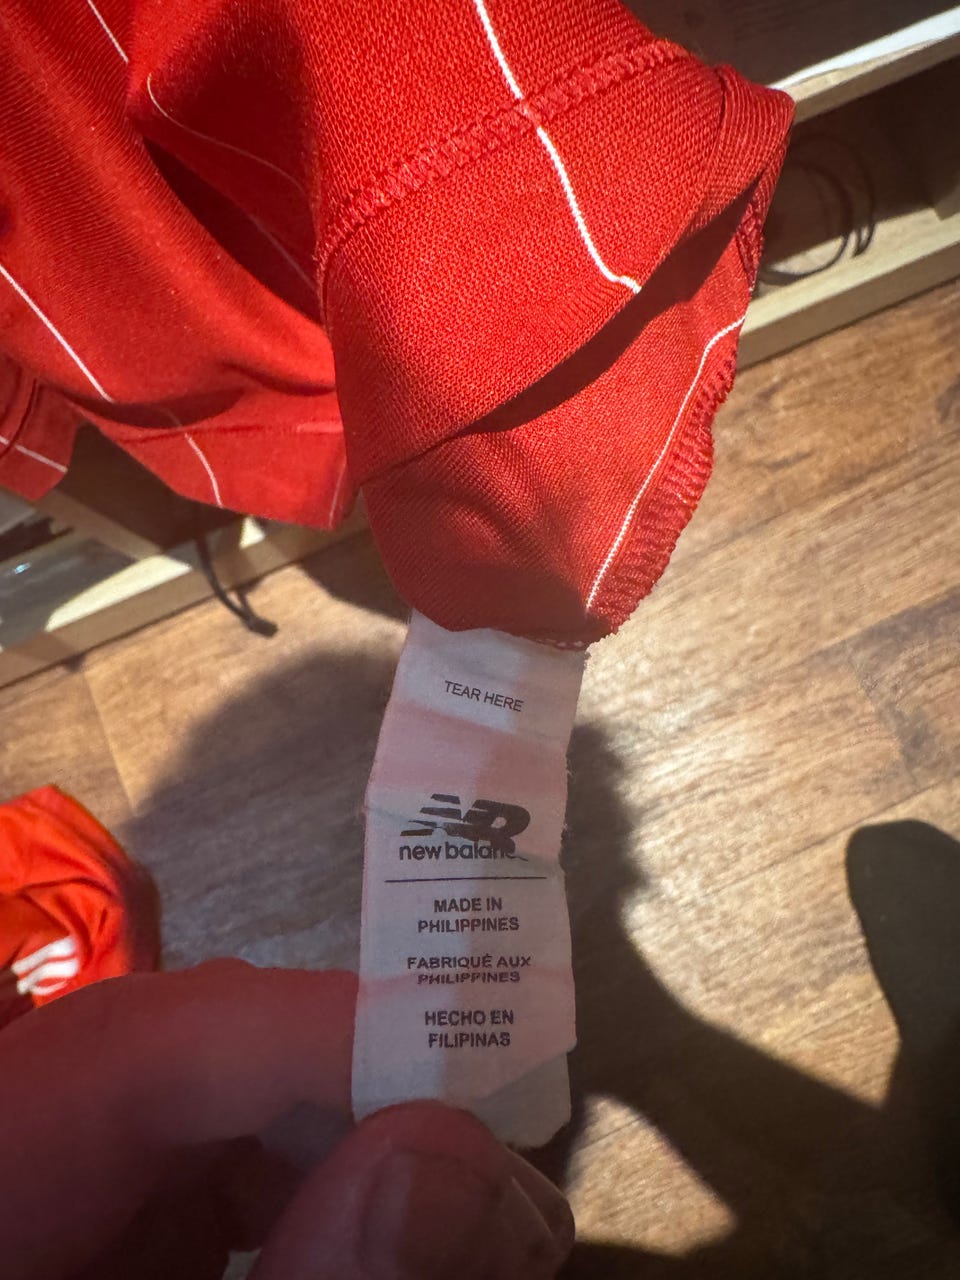 TEAR HERE
new balance
MADE IN
PHILIPPINES
FABRIQUÉ AUX
PHILIPPINES
HECHO EN
FILIPINAS